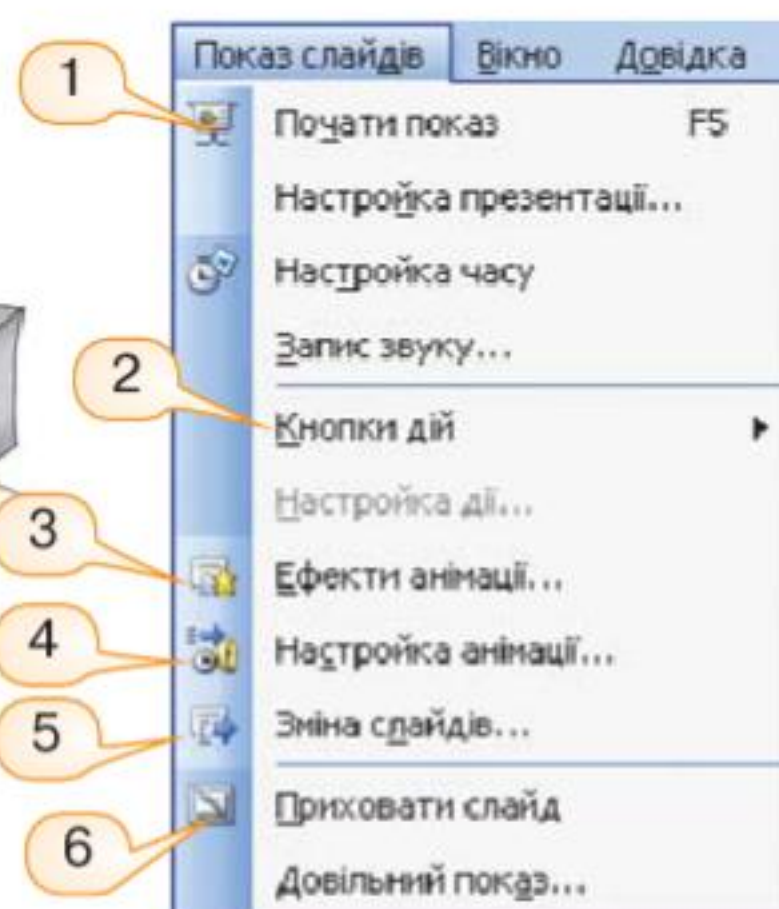 Показ слайдів Вікно Довідка
1
Почати показ F5
Настройка презентації...
Настройка часу
Запис звуку...
2
Кнопки дій
Настройка дії...
3
Ефекти анімації...
4
Настройка анімації...
5
Зміна слайдів...
Приховати слайд
6
Довільний показ...